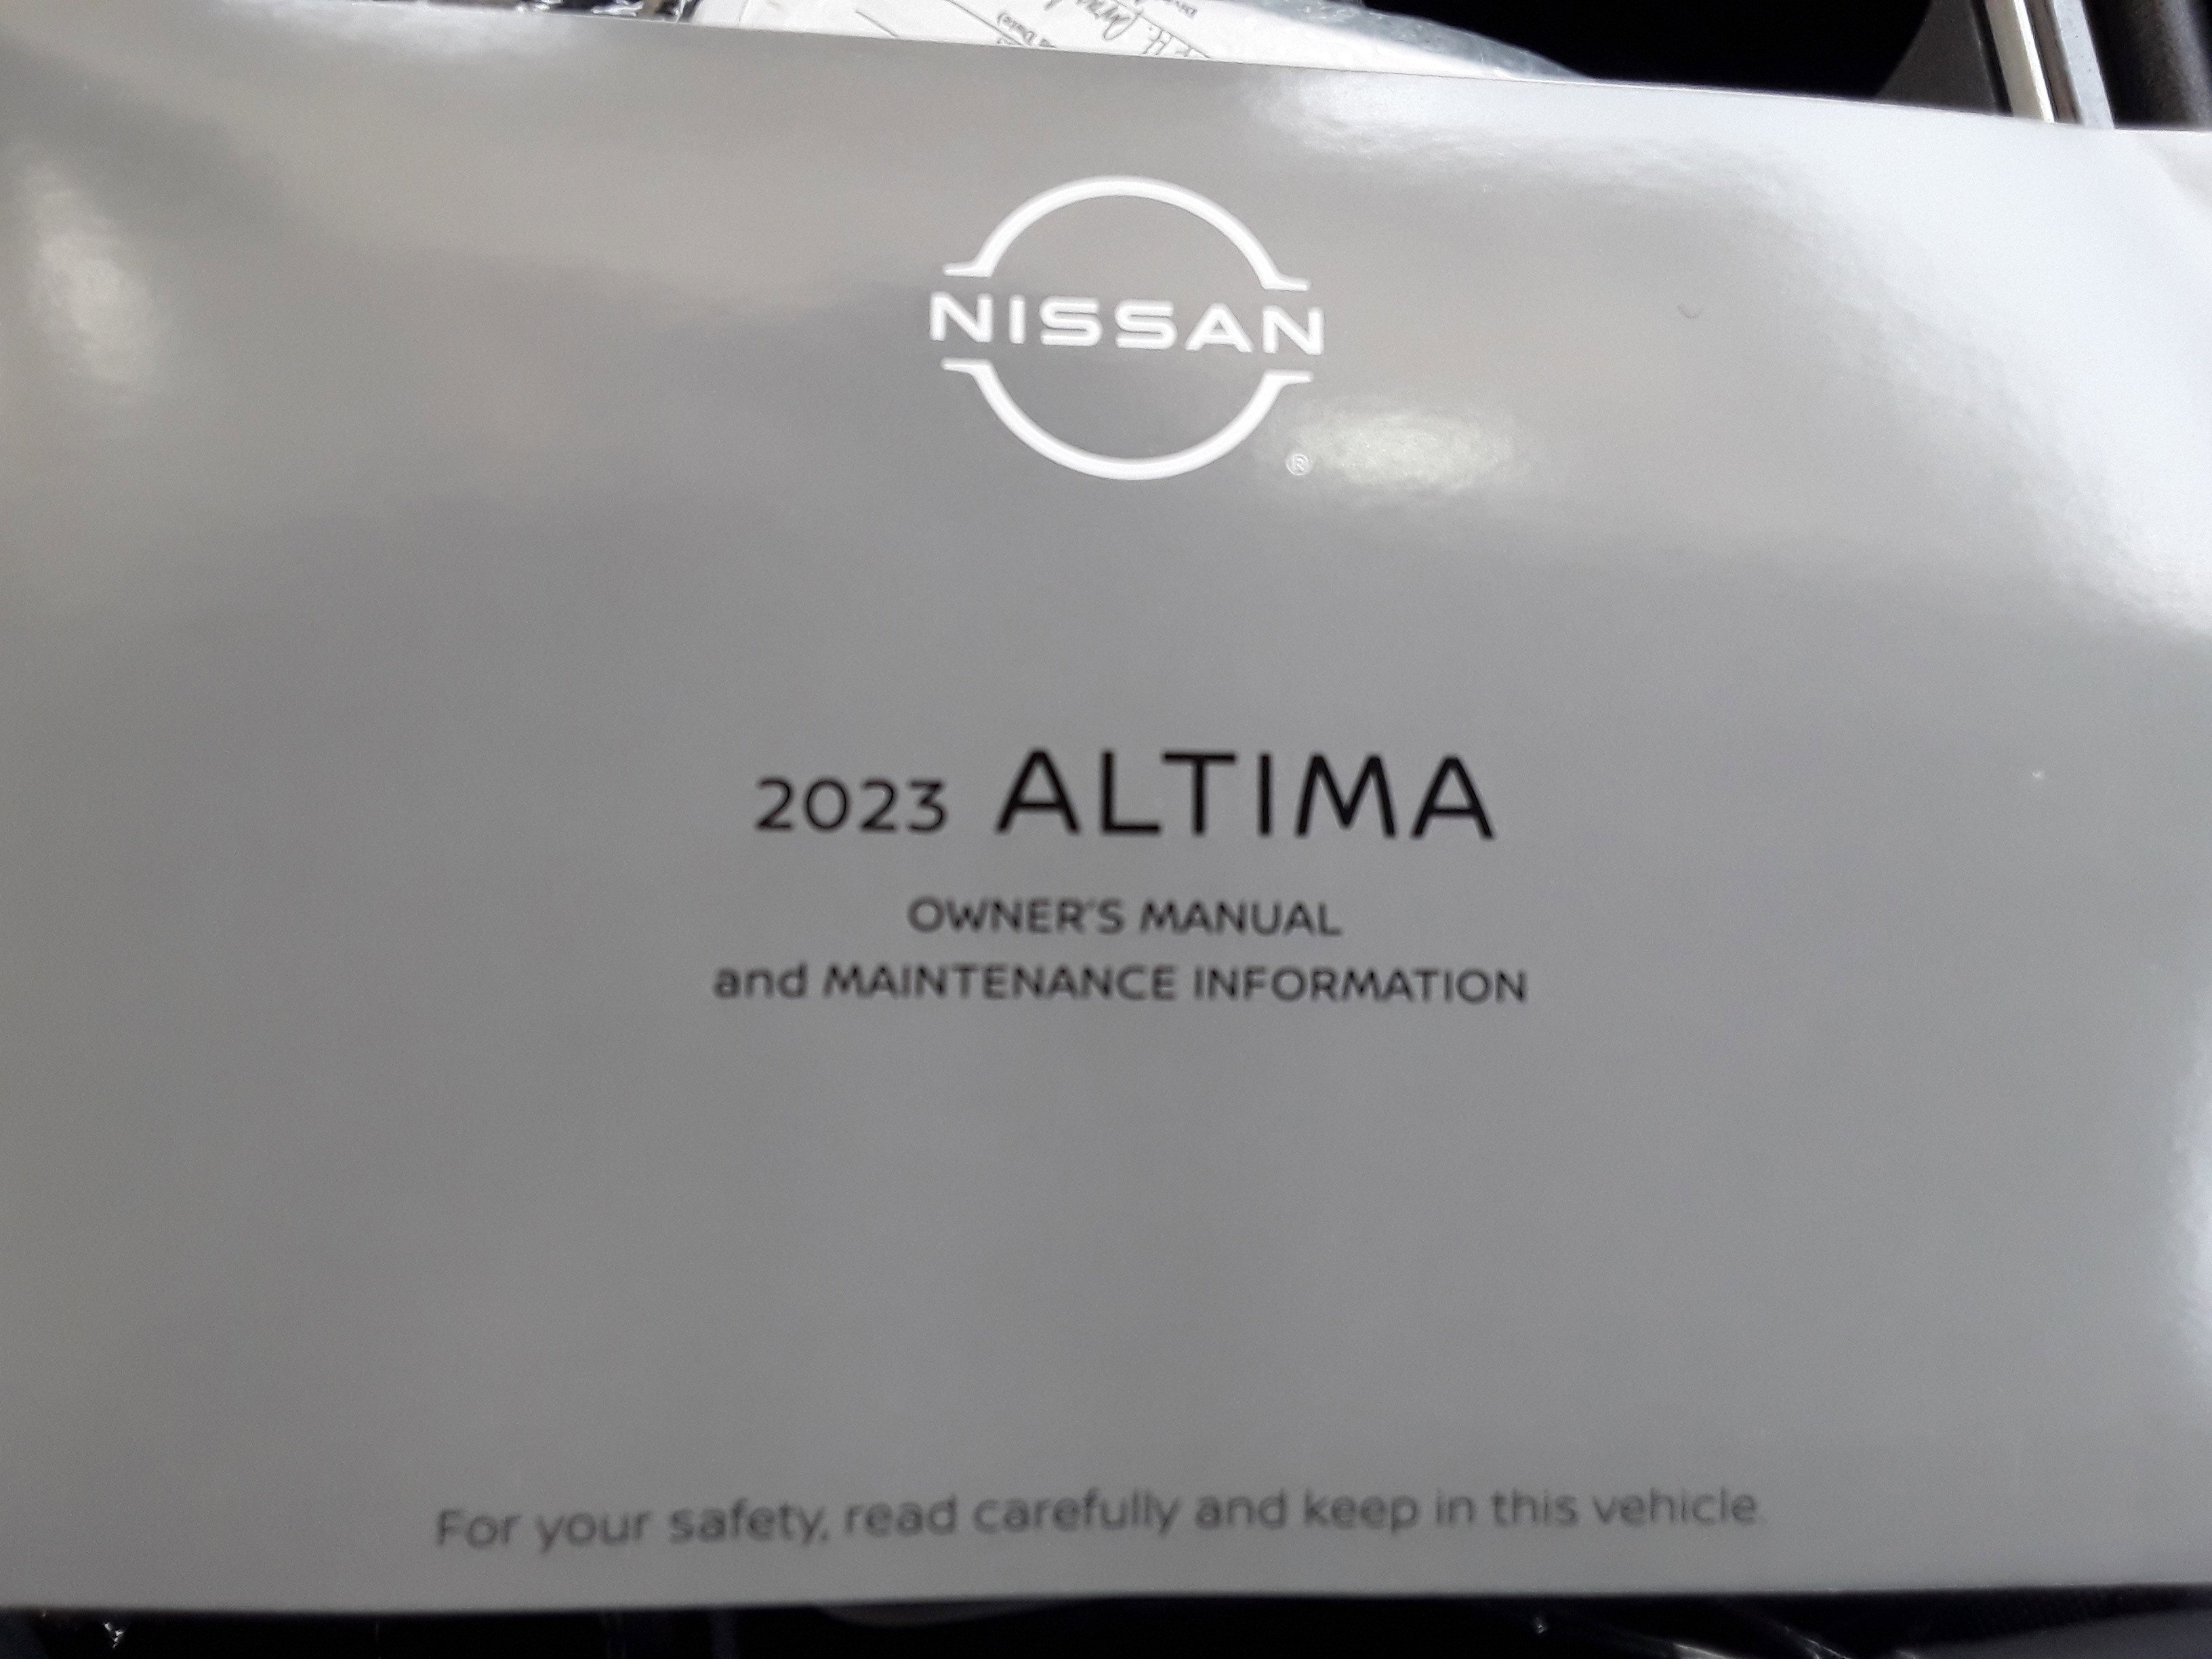 NISSAN
®
2023 ALTIMA
OWNER'S MANUAL
and MAINTENANCE INFORMATION
For your safety, read carefully and keep in this vehicle.